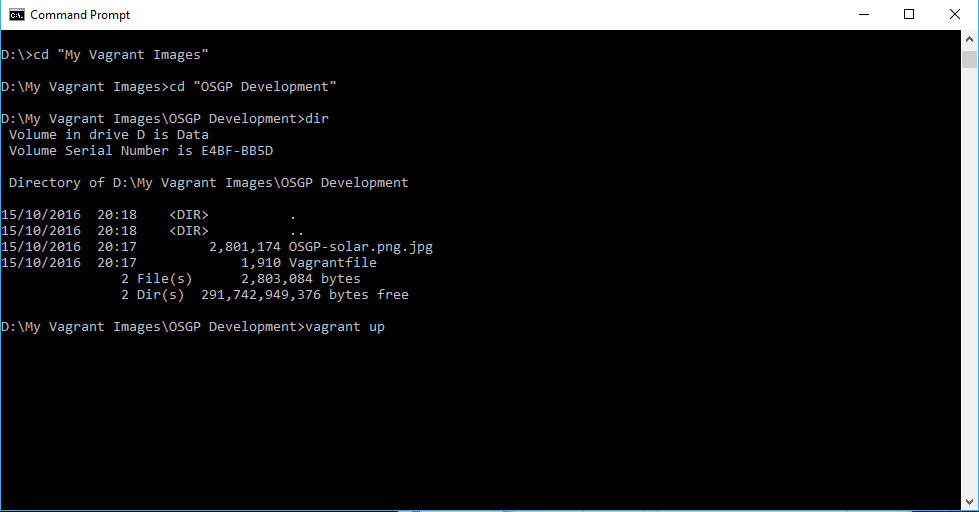 Command Prompt
D:\>cd "My Vagrant Images"
D:\My Vagrant Images>cd "OSGP Development"
D:\My Vagrant Images\OSGP Development>dir
 Volume in drive D is Data
 Volume Serial Number is E4BF-BB5D
 Directory of D:\My Vagrant Images\OSGP Development
15/10/2016  20:18    <DIR>          .
15/10/2016  20:18    <DIR>          ..
15/10/2016  20:17         2,801,174 OSGP-solar.png.jpg
15/10/2016  20:17             1,910 Vagrantfile
               2 File(s)      2,803,084 bytes
               2 Dir(s)  291,742,949,376 bytes free
D:\My Vagrant Images\OSGP Development>vagrant up